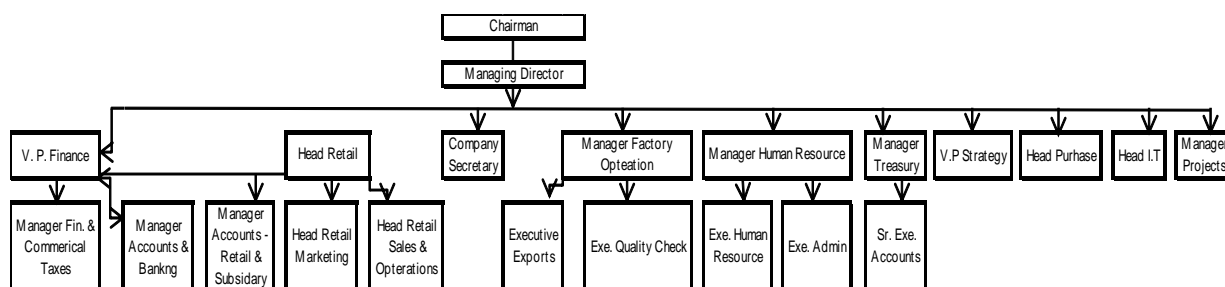 Chairman
Managing Director
V. P. Finance
Head Retail
Company
Secretary
Manager Factory
Opteation
Manager Human Resource
Manager
Treasury
V.P Strategy
Head Purhase
Head I.T
Manager
Projects
Manager Fin. &
Commerical
Taxes
Manager
Accounts &
Bankng
Manager
Accounts -
Retail &
Subsidary
Head Retail
Marketing
Head Retail
Sales &
Opterations
Executive
Exports
Exe. Quality Check
Exe. Human
Resource
Exe. Admin
Sr. Exe.
Accounts